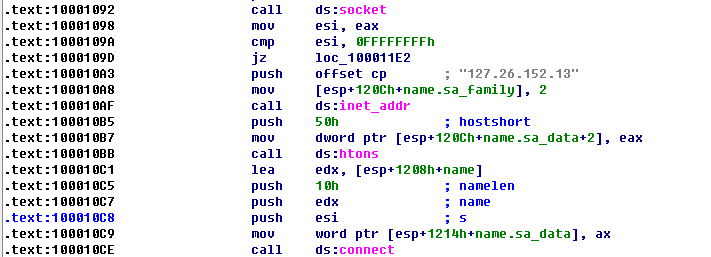 .text:10001092 call ds:socket
.text:10001098 mov esi, eax
.text:1000109A cmp esi, 0FFFFFFFFh
.text:1000109D jz loc_100011E2
.text:100010A3 push offset cp ; "127.26.152.13"
.text:100010A8 mov [esp+120Ch+name.sa_family], 2
.text:100010AF call ds:inet_addr
.text:100010B5 push 50h ; hostshort
.text:100010B7 mov dword ptr [esp+120Ch+name.sa_data+2], eax
.text:100010BB call ds:htons
.text:100010C1 lea edx, [esp+1208h+name]
.text:100010C5 push 10h ; namelen
.text:100010C7 push edx ; name
.text:100010C8 push esi ; s
.text:100010C9 mov word ptr [esp+1214h+name.sa_data], ax
.text:100010CE call ds:connect